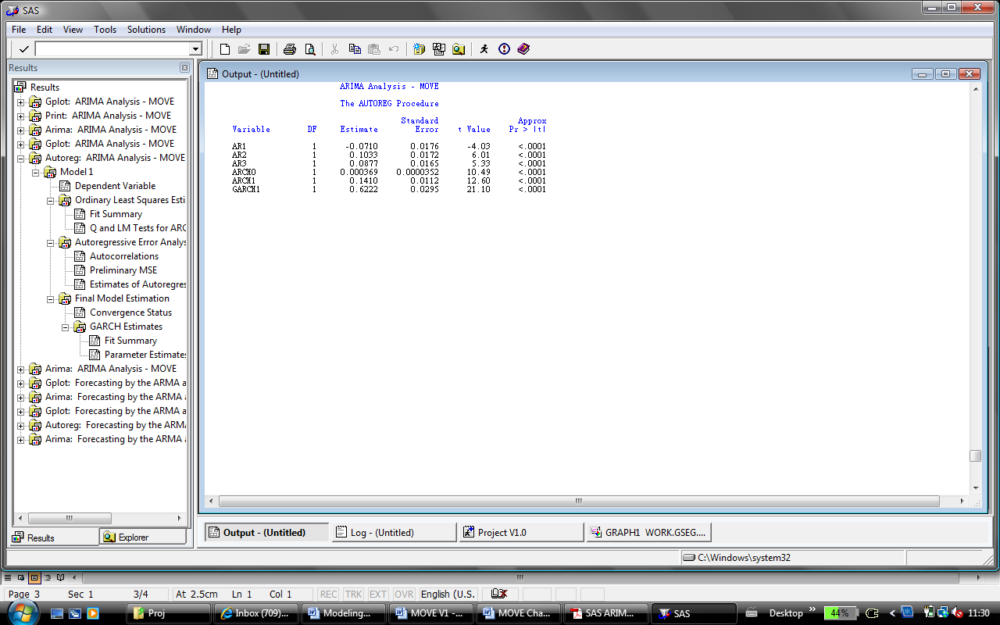 SAS
File Edit View Tools Solutions Window Help
Results
Results
Gplot: ARIMA Analysis - MOVE
Print: ARIMA Analysis - MOVE
Arima: ARIMA Analysis - MOVE
Gplot: ARIMA Analysis - MOVE
Autoreg: ARIMA Analysis - MOVE
Model 1
Dependent Variable
Ordinary Least Squares Esti
Fit Summary
Q and LM Tests for ARC
Autoregressive Error Analys
Autocorrelations
Preliminary MSE
Estimates of Autoregres
Final Model Estimation
Convergence Status
GARCH Estimates
Fit Summary
Parameter Estimates
Arima: ARIMA Analysis - MOVE
Gplot: Forecasting by the ARMA a
Arima: Forecasting by the ARMA a
Gplot: Forecasting by the ARMA a
Autoreg: Forecasting by the ARMA
Arima: Forecasting by the ARMA a
Results Explorer
Output - (Untitled)
ARIMA Analysis - MOVE
The AUTOREG Procedure
Standard Approx
Variable DF Estimate Error t Value Pr > |t|
AR1 1 -0.0710 0.0176 -4.03 <.0001
AR2 1 0.1033 0.0172 6.01 <.0001
AR3 1 0.0877 0.0165 5.33 <.0001
ARCH0 1 0.000369 0.0000352 10.49 <.0001
ARCH1 1 0.1410 0.0112 12.60 <.0001
GARCH1 1 0.6222 0.0295 21.10 <.0001
Output - (Untitled) Log - (Untitled) Project V1.0 GRAPH1 WORK.GSEG....
C:\Windows\system32
Page 3 Sec 1 3/4 At 2.5cm Ln 1 Col 1 REC TRK EXT OVR English (U.S.
Proj Inbox (709)... Modeling... MOVE V1 -... MOVE Cha... SAS ARIM... SAS Desktop » 44% 11:30